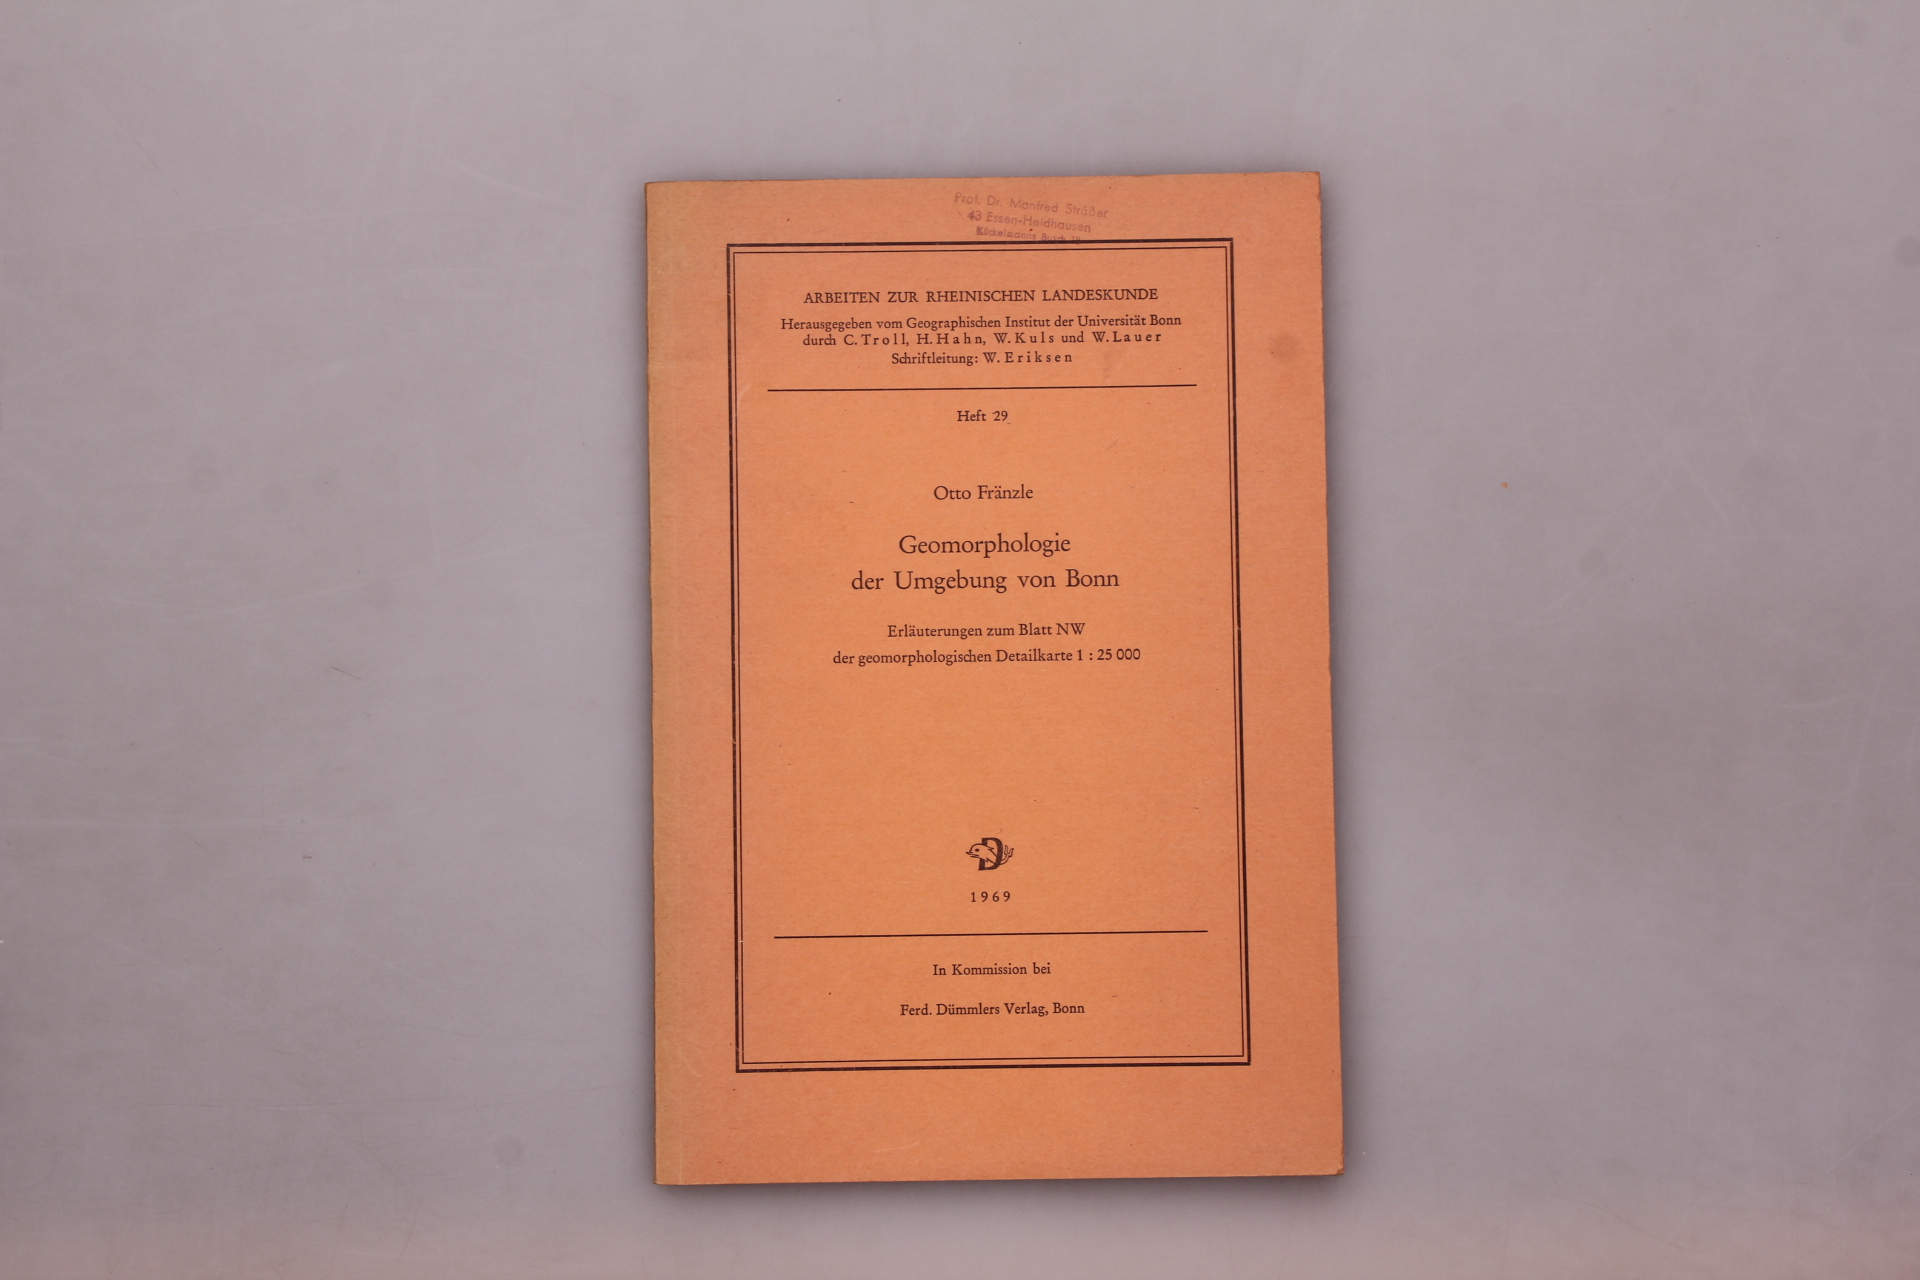 Prof. Dr. Manfred Sträßer
43 Essen-Heidhausen
ARBEITEN ZUR RHEINISCHEN LANDESKUNDE
Herausgegeben vom Geographischen Institut der Universität Bonn
durch C. Troll, H. Hahn, W. Kuls und W. Lauer
Schriftleitung: W. Eriksen
Heft 29
Otto Fränzle
Geomorphologie
der Umgebung von Bonn
Erläuterungen zum Blatt NW
der geomorphologischen Detailkarte 1 : 25 000
D
1969
In Kommission bei
Ferd. Dümmlers Verlag, Bonn